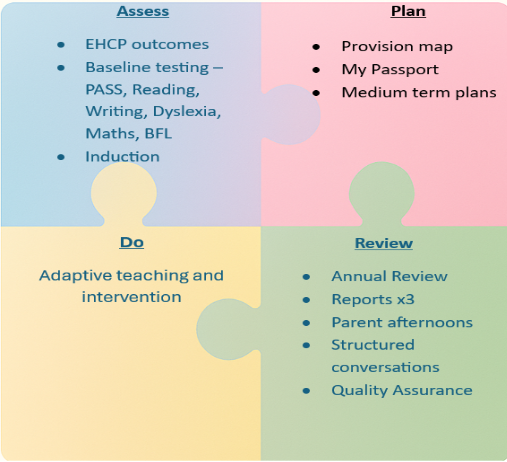 Assess
• EHCP outcomes
• Baseline testing –
PASS, Reading,
Writing, Dyslexia,
Maths, BFL
• Induction
Plan
• Provision map
• My Passport
• Medium term plans
Do
Adaptive teaching and
intervention
Review
• Annual Review
• Reports x3
• Parent afternoons
• Structured
conversations
• Quality Assurance